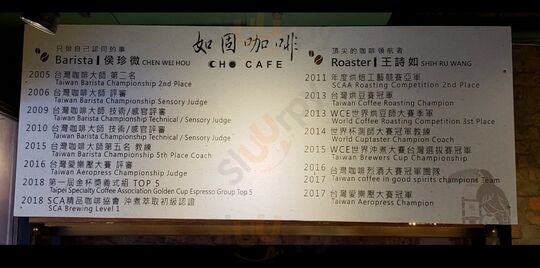 如固咖啡
CHO CAFE
只做自己認同的事
Barista 侯珍微 CHEN WEI HOU
2005 台灣咖啡大師 第二名
Taiwan Barista Championship 2nd Place
2006 台灣咖啡大師 評審
Taiwan Barista Championship Sensory Judge
2009 台灣咖啡大師 技術/感官評審
Taiwan Barista Championship Technical / Sensory Judge
2010 台灣咖啡大師 技術/感官評審
Taiwan Barista Championship Technical / Sensory Judge
2015 台灣咖啡大師第五名 教練
Taiwan Barista Championship 5th Place Coach
2016 台灣愛樂壓大賽 評審
Taiwan Aeropress Championship Judge
2018 第一屆金杯獎義式組 TOP 5
Taipei Specialty Coffee Association Golden Cup Espresso Group Top 5
2018 SCA精品咖啡協會 沖煮萃取初級認證
SCA Brewing Level 1
頂尖的咖啡領航者
Roaster 王詩如 SHIH RU WANG
2011 年度烘焙工藝競賽亞軍
SCAA Roasting Competition 2nd Place
2013 台灣烘豆賽冠軍
Taiwan Coffee Roasting Champion
2013 WCE世界烘豆師大賽季軍
World Coffee Roasting Competition 3st Place
2014 世界杯測師大賽冠軍教練
World Cuptaster Champion Coach
2015 WCE世界沖煮大賽台灣選拔賽冠軍
Taiwan Brewers Cup Championship
2016 台灣咖啡烈酒大賽冠軍團隊
2017 Taiwan coffee in good spirits champions Team
2017 台灣愛樂壓大賽冠軍
Taiwan Aeropress Champion